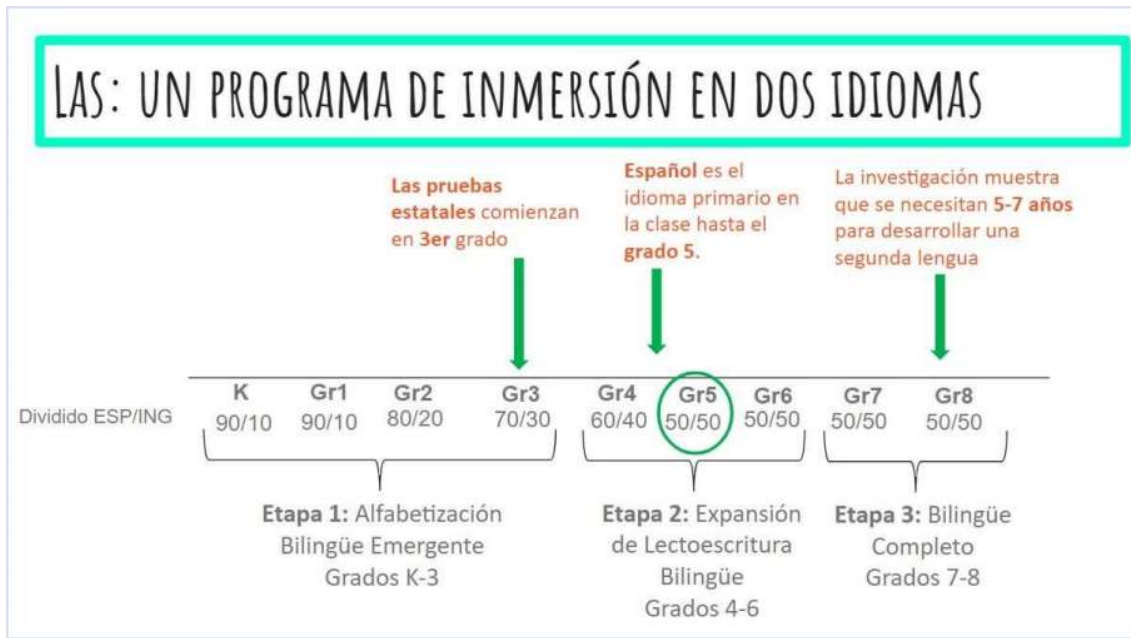 LAS: UN PROGRAMA DE INMERSIÓN EN DOS IDIOMAS
Las pruebas
estatales comienzan
en 3er grado
Español es el
idioma primario en
la clase hasta el
grado 5.
La investigación muestra
que se necesitan 5-7 años
para desarrollar una
segunda lengua
K Gr1 Gr2 Gr3 Gr4 Gr5 Gr6 Gr7 Gr8
Dividido ESP/ING 90/10 90/10 80/20 70/30 60/40 50/50 50/50 50/50 50/50
Etapa 1: Alfabetización
Bilingüe Emergente
Grados K-3
Etapa 2: Expansión
de Lectoescritura
Bilingüe
Grados 4-6
Etapa 3: Bilingüe
Completo
Grados 7-8